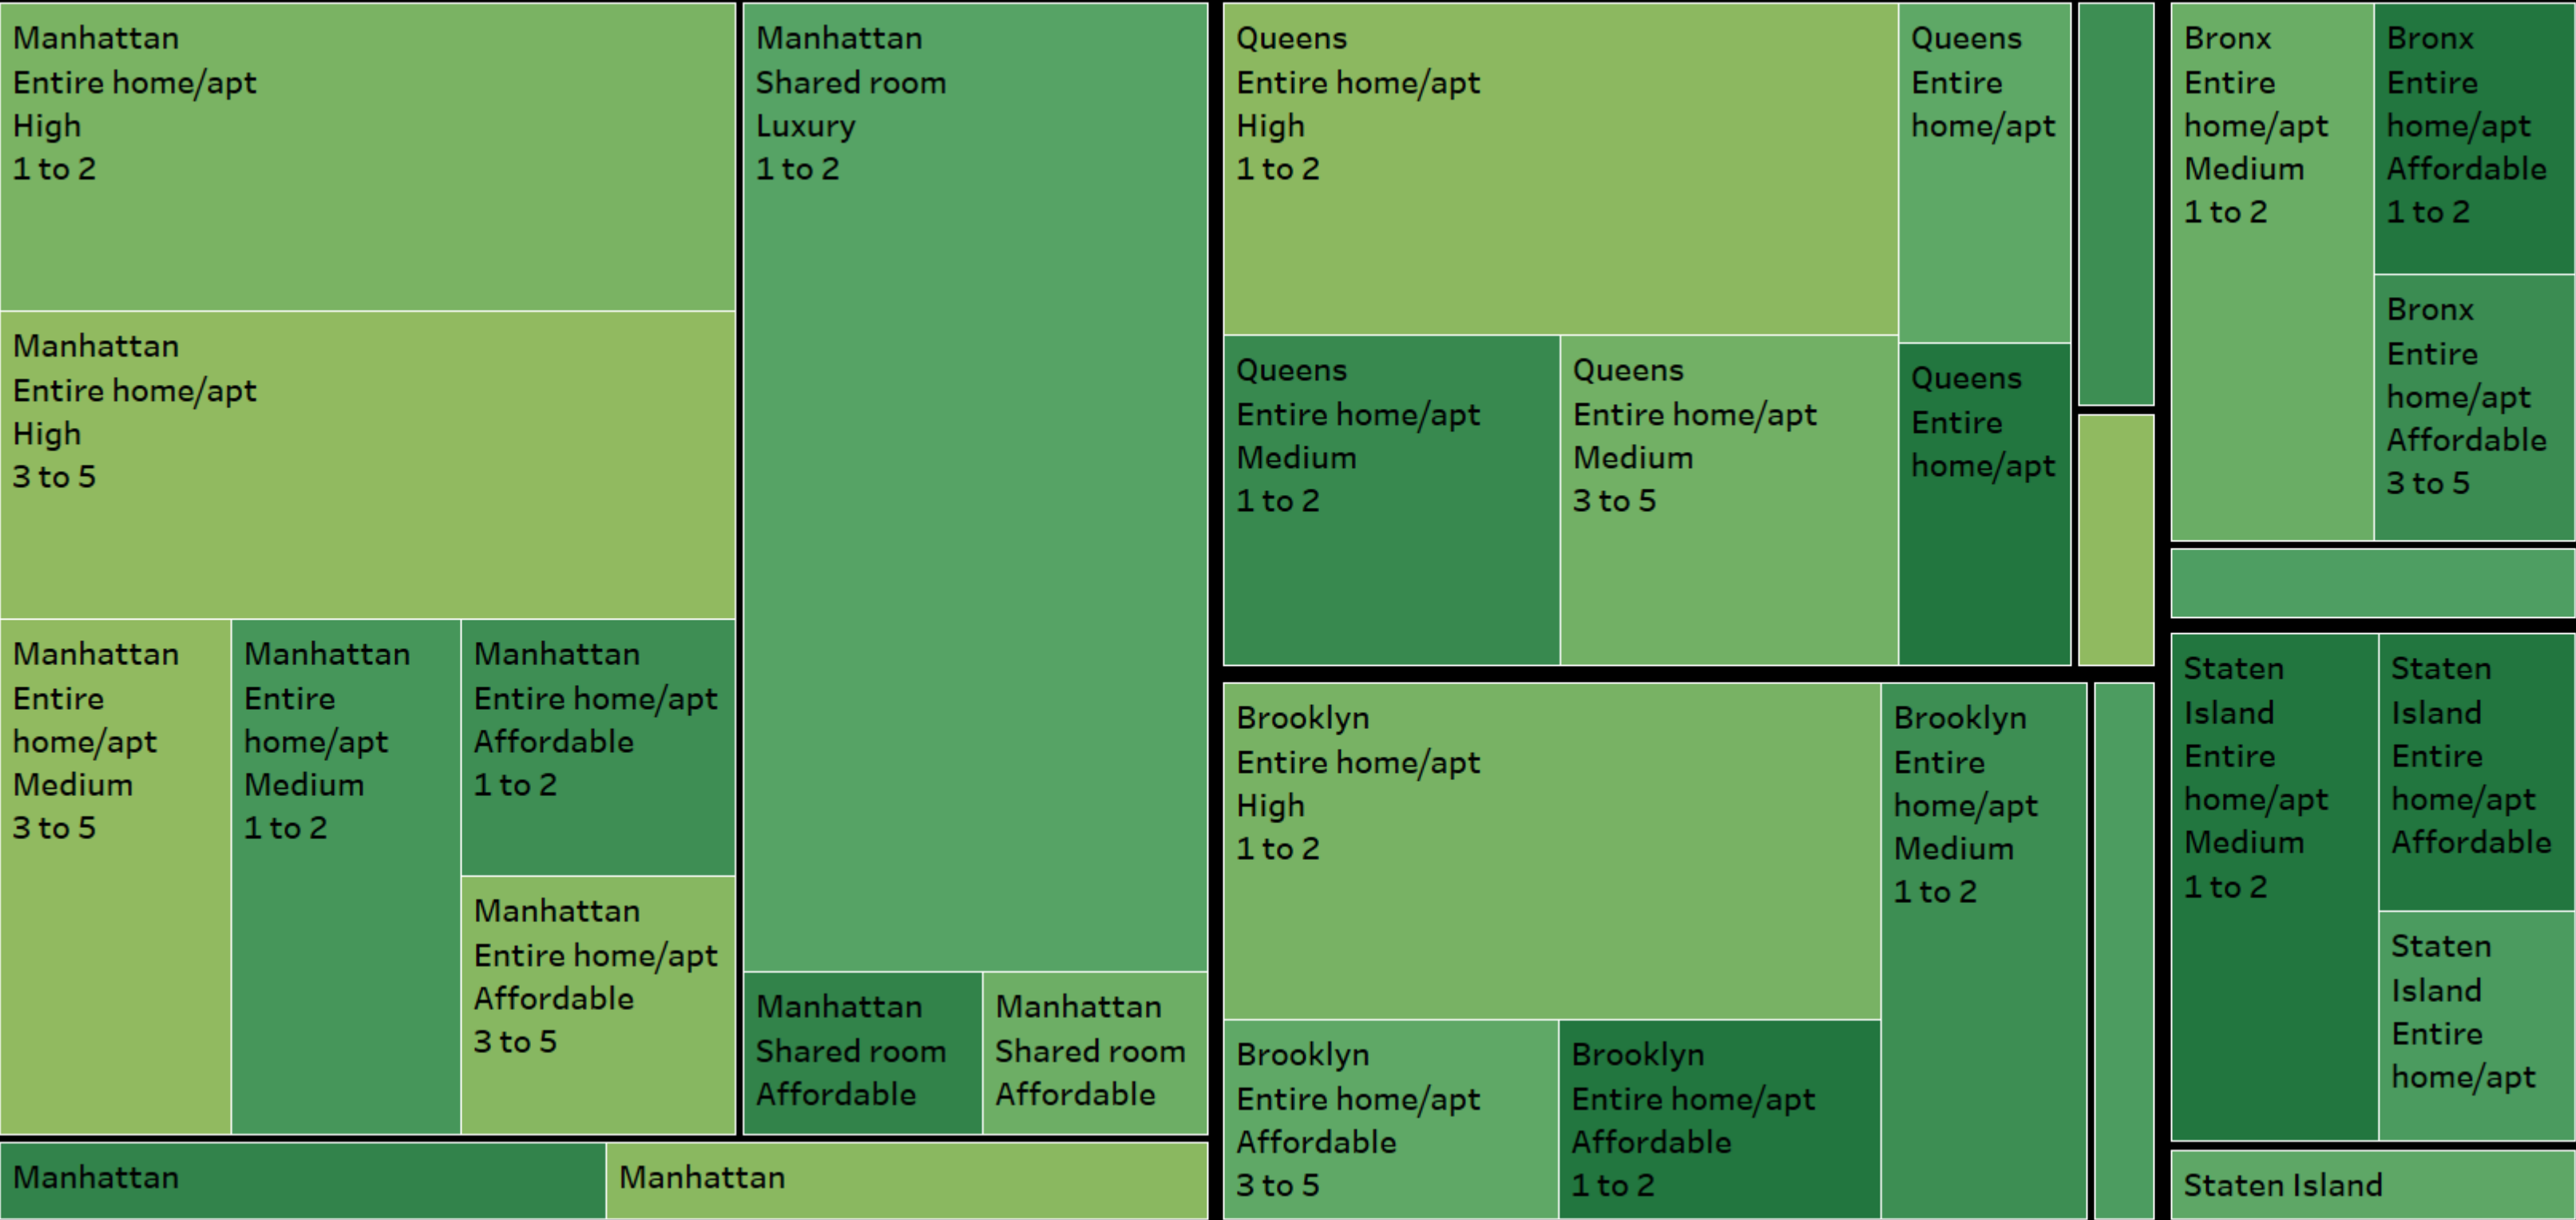 Manhattan
Entire home/apt
High
1 to 2
Manhattan
Entire home/apt
High
3 to 5
Manhattan
Entire
home/apt
Medium
3 to 5
Manhattan
Entire
home/apt
Medium
1 to 2
Manhattan
Entire home/apt
Affordable
1 to 2
Manhattan
Entire home/apt
Affordable
3 to 5
Manhattan
Shared room
Luxury
1 to 2
Manhattan
Shared room
Affordable
Manhattan
Shared room
Affordable
Manhattan
Manhattan
Queens
Entire home/apt
High
1 to 2
Queens
Entire home/apt
Medium
1 to 2
Queens
Entire home/apt
Medium
3 to 5
Queens
Entire
home/apt
Queens
Entire
home/apt
Brooklyn
Entire home/apt
High
1 to 2
Brooklyn
Entire home/apt
Affordable
3 to 5
Brooklyn
Entire home/apt
Affordable
1 to 2
Brooklyn
Entire
home/apt
Medium
1 to 2
Bronx
Entire
home/apt
Medium
1 to 2
Bronx
Entire
home/apt
Affordable
1 to 2
Bronx
Entire
home/apt
Affordable
3 to 5
Staten
Island
Entire
home/apt
Medium
1 to 2
Staten
Island
Entire
home/apt
Affordable
Staten
Island
Entire
home/apt
Staten Island